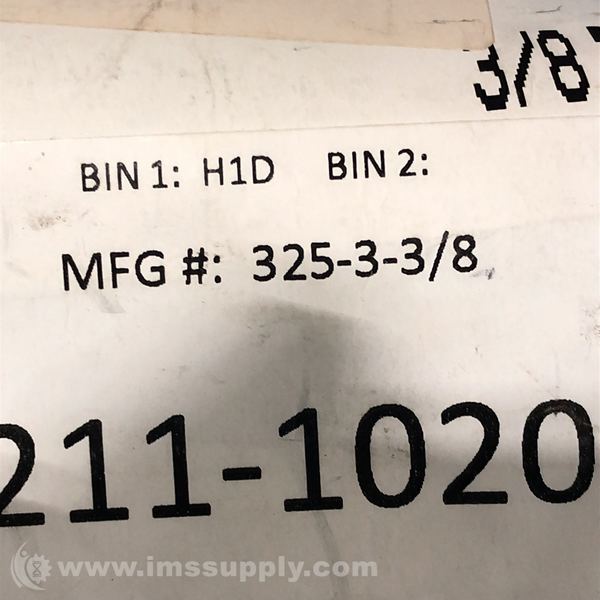 3/8"
BIN 1: H1D BIN 2:
MFG #: 325-3-3/8
211-1020
www.imssupply.com